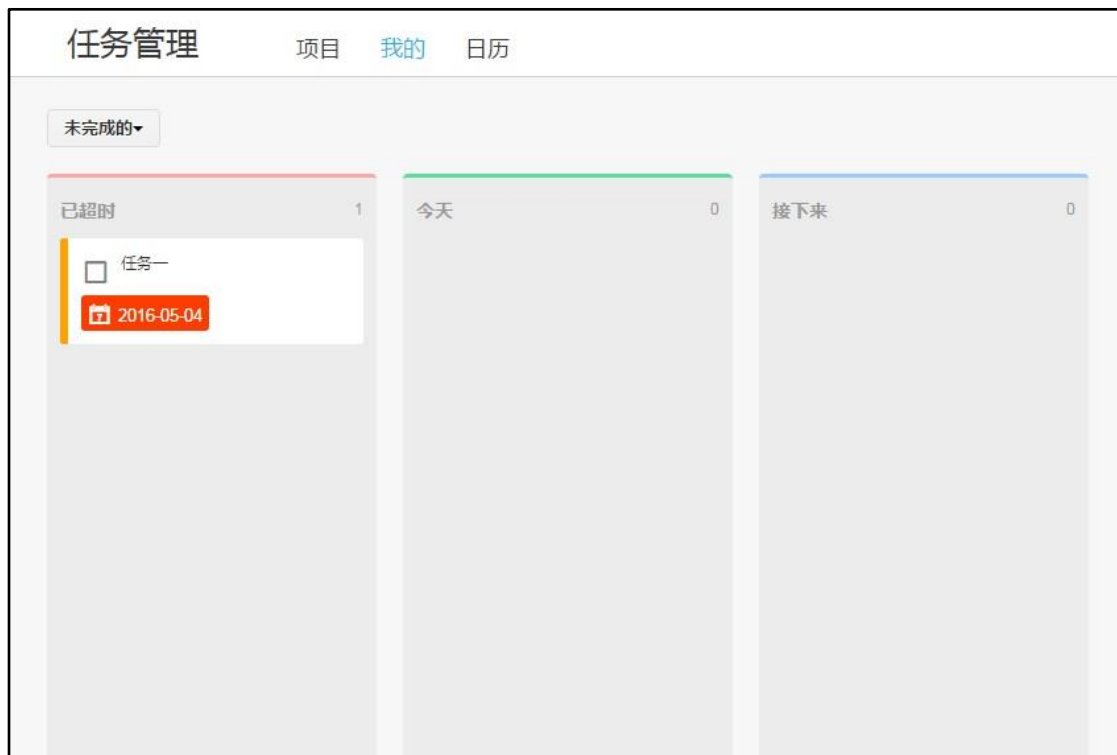 任务管理 项目 我的 日历
未完成的
已超时 1 今天 0 接下来 0
任务一
7 2016-05-04